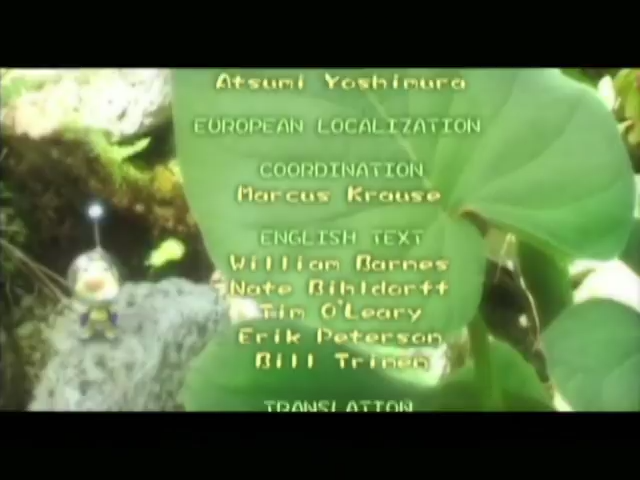 Atsumi Yoshimura
EUROPEAN LOCALIZATION
COORDINATION
Marcus Krause
ENGLISH TEXT
William Barnes
Nate Bihldorff
Tim O'Leary
Erik Peterson
Bill Trinen
TRANSLATION